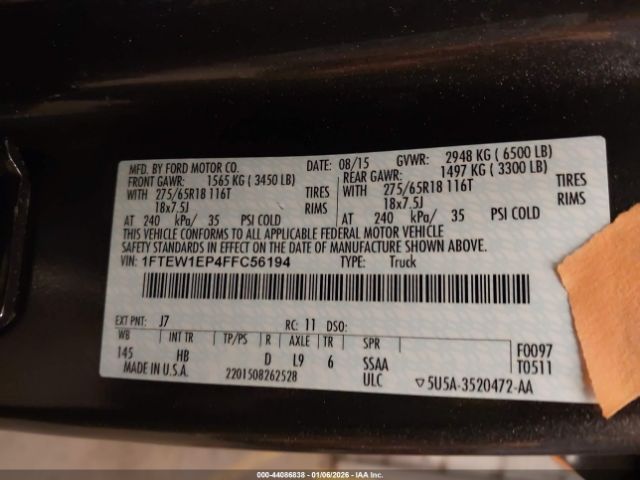 MFD. BY FORD MOTOR CO. DATE: 08/15 GVWR: 2948 KG ( 6500 LB)
FRONT GAWR: 1565 KG ( 3450 LB) REAR GAWR: 1497 KG ( 3300 LB)
WITH 275/65R18 116T TIRES WITH 275/65R18 116T TIRES
18x7.5J RIMS 18x7.5J RIMS
AT 240 kPa/ 35 PSI COLD AT 240 kPa/ 35 PSI COLD
THIS VEHICLE CONFORMS TO ALL APPLICABLE FEDERAL MOTOR VEHICLE
SAFETY STANDARDS IN EFFECT ON THE DATE OF MANUFACTURE SHOWN ABOVE.
VIN: 1FTEW1EP4FFC56194 TYPE: Truck
EXT PNT: J7 RC: 11 DSO:
WB INT TR TP/PS R AXLE TR SPR
145 HB D L9 6 SSAA F0097
MADE IN U.S.A. 2201508262528 ULC T0511
▽5U5A-3520472-AA
000-44086838 - 01/06/2026 - © IAA Inc.